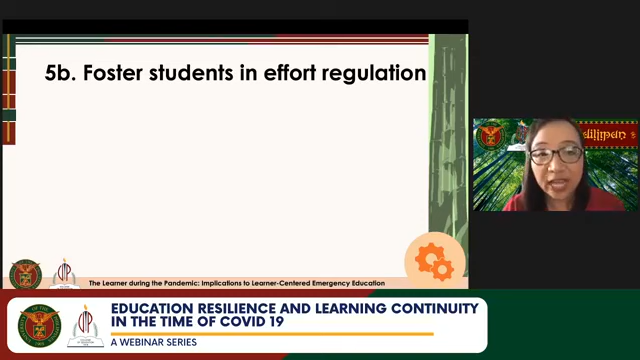 5b. Foster students in effort regulation
The Learner during the Pandemic: Implications to Learner-Centered Emergency Education
EDUCATION RESILIENCE AND LEARNING CONTINUITY
IN THE TIME OF COVID 19
A WEBINAR SERIES